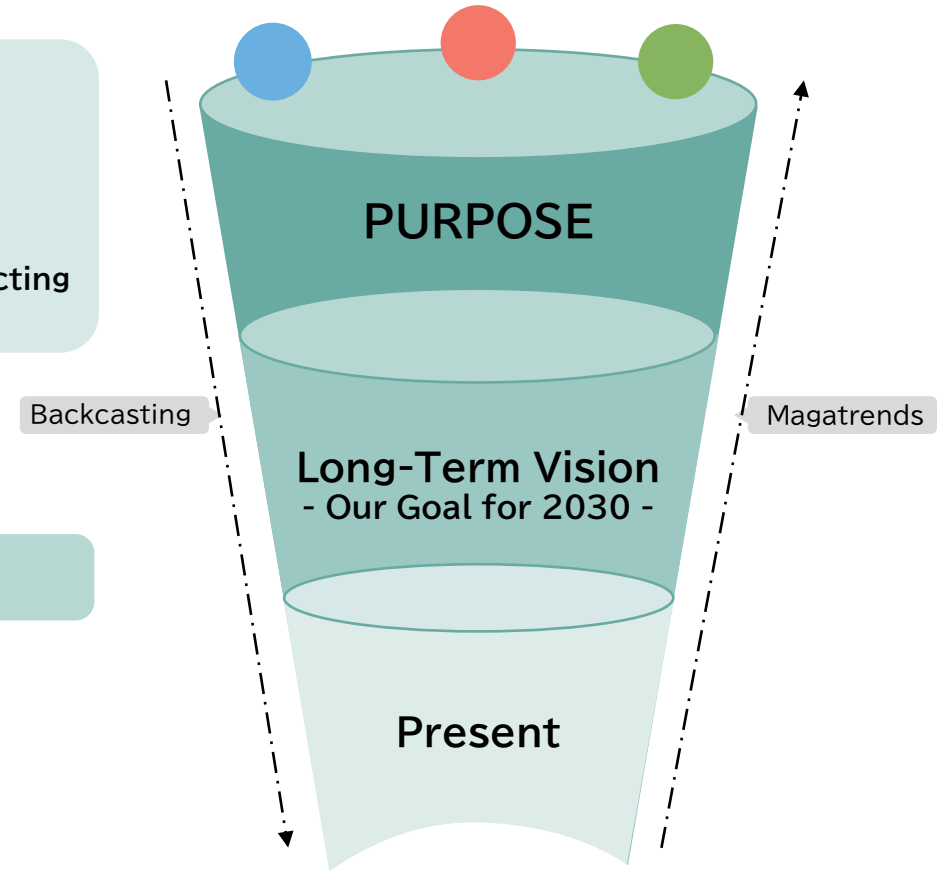 PURPOSE
cting
Backcasting
Magatrends
Long-Term Vision
- Our Goal for 2030 -
Present